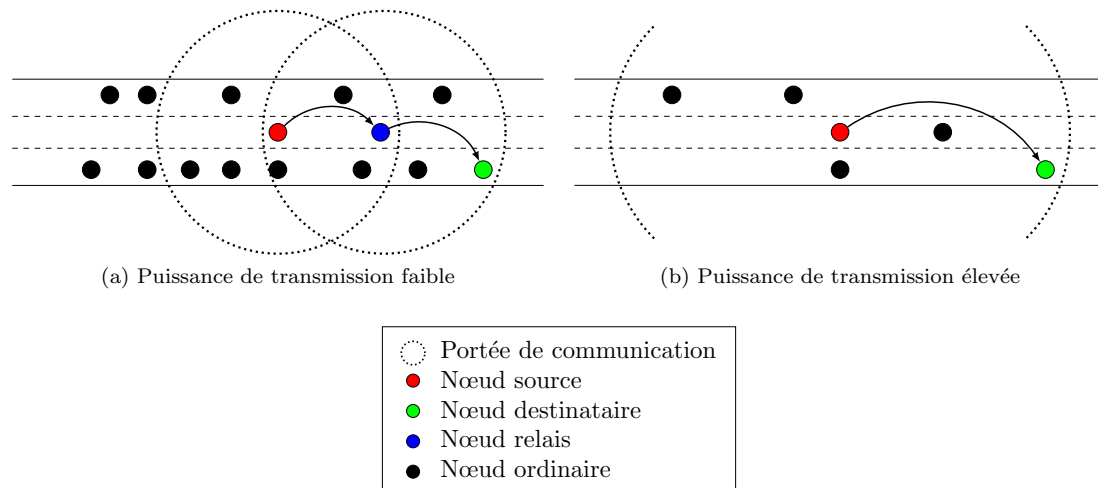 (a) Puissance de transmission faible
(b) Puissance de transmission élevée
Portée de communication
Nœud source
Nœud destinataire
Nœud relais
Nœud ordinaire